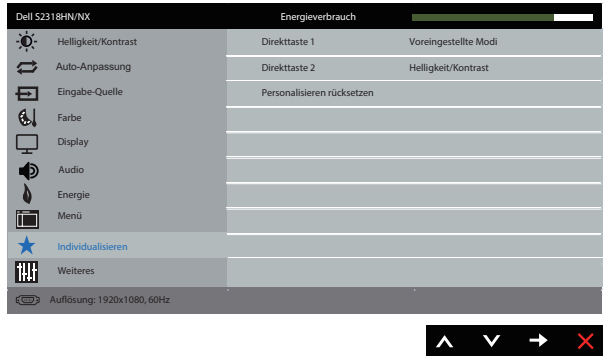 Dell S2318HN/NX Energieverbrauch
Helligkeit/Kontrast Direkttaste 1 Voreingestellte Modi
Auto-Anpassung Direkttaste 2 Helligkeit/Kontrast
Eingabe-Quelle Personalisieren rücksetzen
Farbe
Display
Audio
Energie
Menü
Individualisieren
Weiteres
Auflösung: 1920x1080, 60Hz